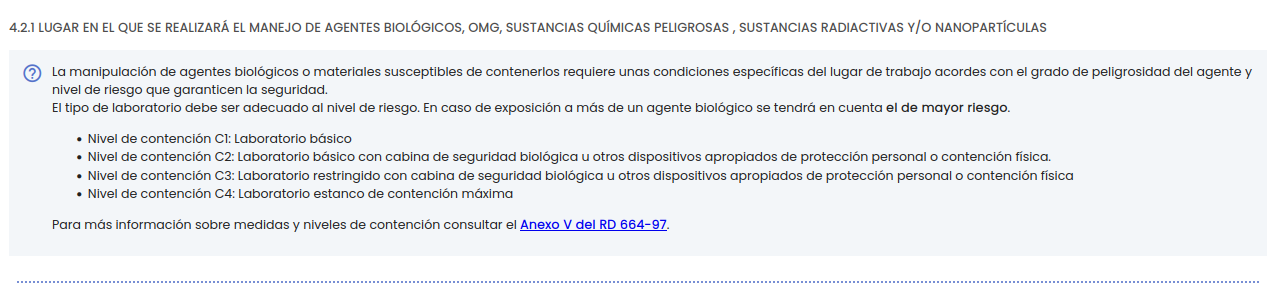 4.2.1 LUGAR EN EL QUE SE REALIZARÁ EL MANEJO DE AGENTES BIOLÓGICOS, OMG, SUSTANCIAS QUÍMICAS PELIGROSAS , SUSTANCIAS RADIACTIVAS Y/O NANOPARTÍCULAS
La manipulación de agentes biológicos o materiales susceptibles de contenerlos requiere unas condiciones específicas del lugar de trabajo acordes con el grado de peligrosidad del agente y
nivel de riesgo que garanticen la seguridad.
El tipo de laboratorio debe ser adecuado al nivel de riesgo. En caso de exposición a más de un agente biológico se tendrá en cuenta el de mayor riesgo.
• Nivel de contención C1: Laboratorio básico
• Nivel de contención C2: Laboratorio básico con cabina de seguridad biológica u otros dispositivos apropiados de protección personal o contención física.
• Nivel de contención C3: Laboratorio restringido con cabina de seguridad biológica u otros dispositivos apropiados de protección personal o contención física
• Nivel de contención C4: Laboratorio estanco de contención máxima
Para más información sobre medidas y niveles de contención consultar el Anexo V del RD 664-97.